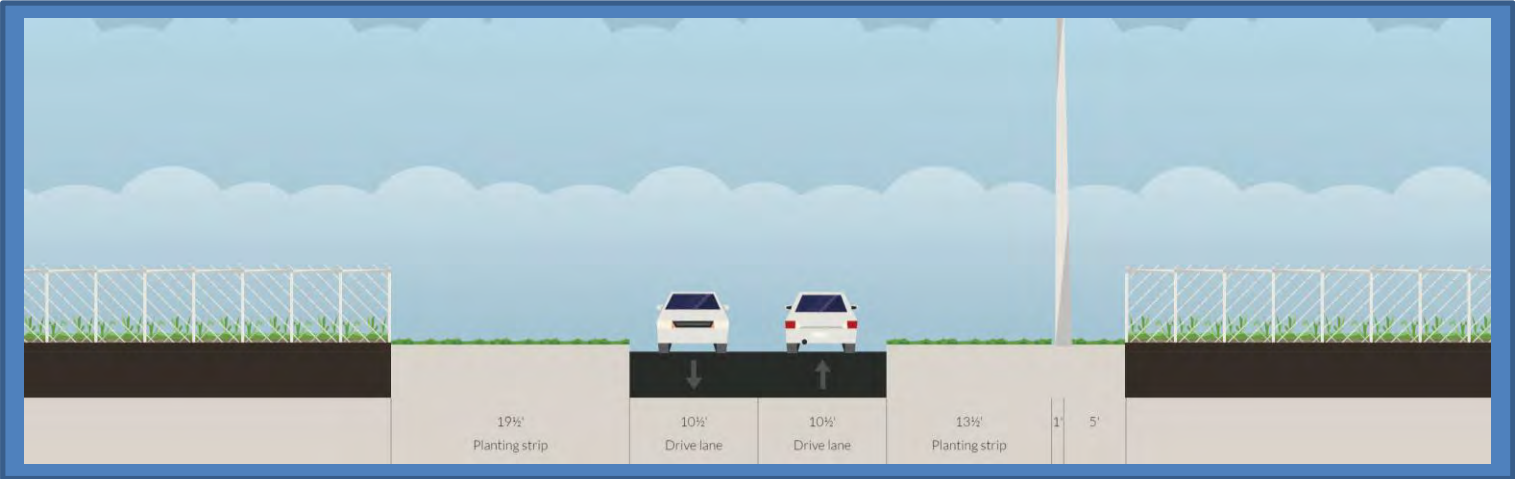 19½' 10½' 10½' 13½' 1' 5'
Planting strip Drive lane Drive lane Planting strip